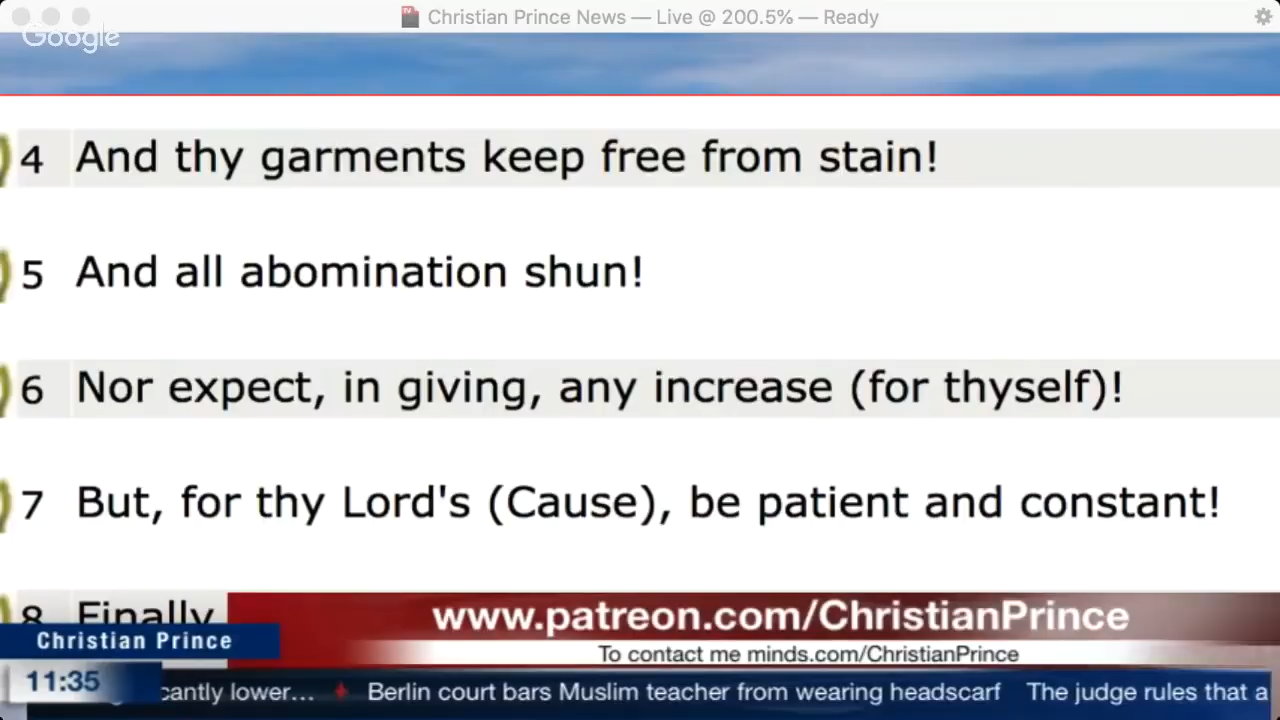 Christian Prince News — Live @ 200.5% — Ready
Google
4 And thy garments keep free from stain!
5 And all abomination shun!
6 Nor expect, in giving, any increase (for thyself)!
7 But, for thy Lord's (Cause), be patient and constant!
8 Finally
www.patreon.com/ChristianPrince
Christian Prince
To contact me minds.com/ChristianPrince
11:35
cantly lower... Berlin court bars Muslim teacher from wearing headscarf The judge rules that a